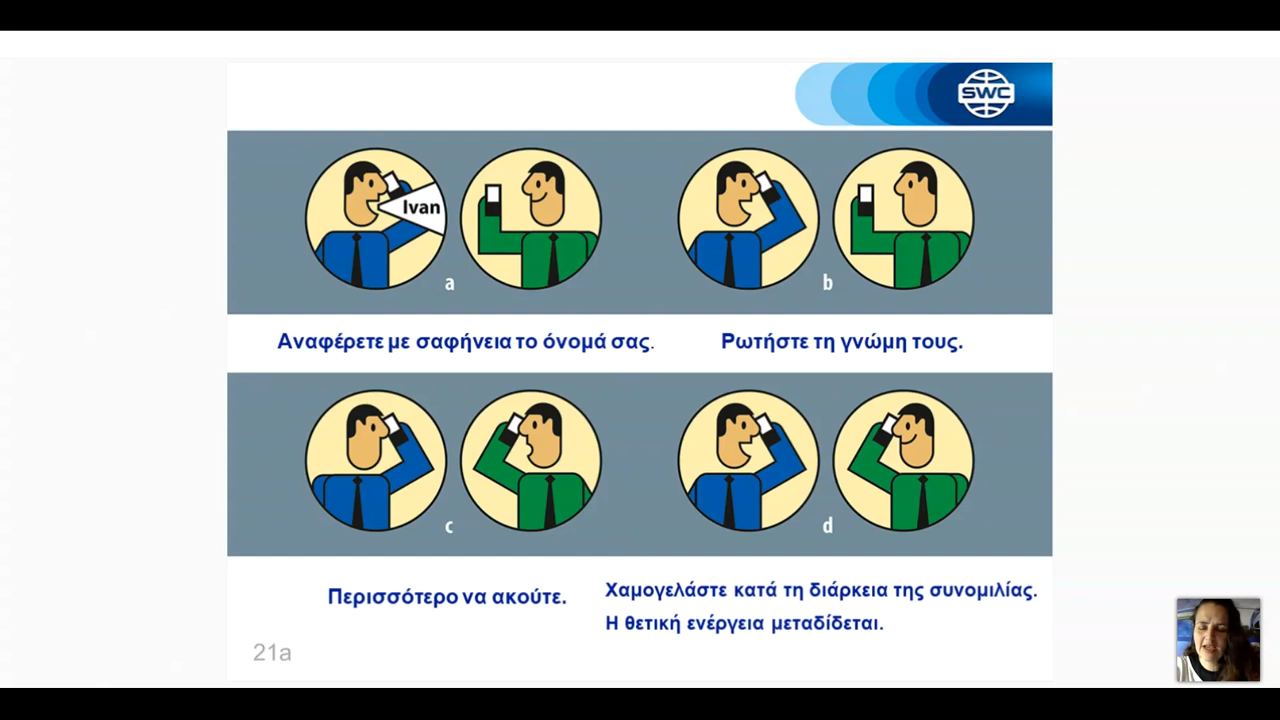 SWC
Ivan
a
b
Αναφέρετε με σαφήνεια το όνομά σας.
Ρωτήστε τη γνώμη τους.
c
d
Περισσότερο να ακούτε.
Χαμογελάστε κατά τη διάρκεια της συνομιλίας.
Η θετική ενέργεια μεταδίδεται.
21a